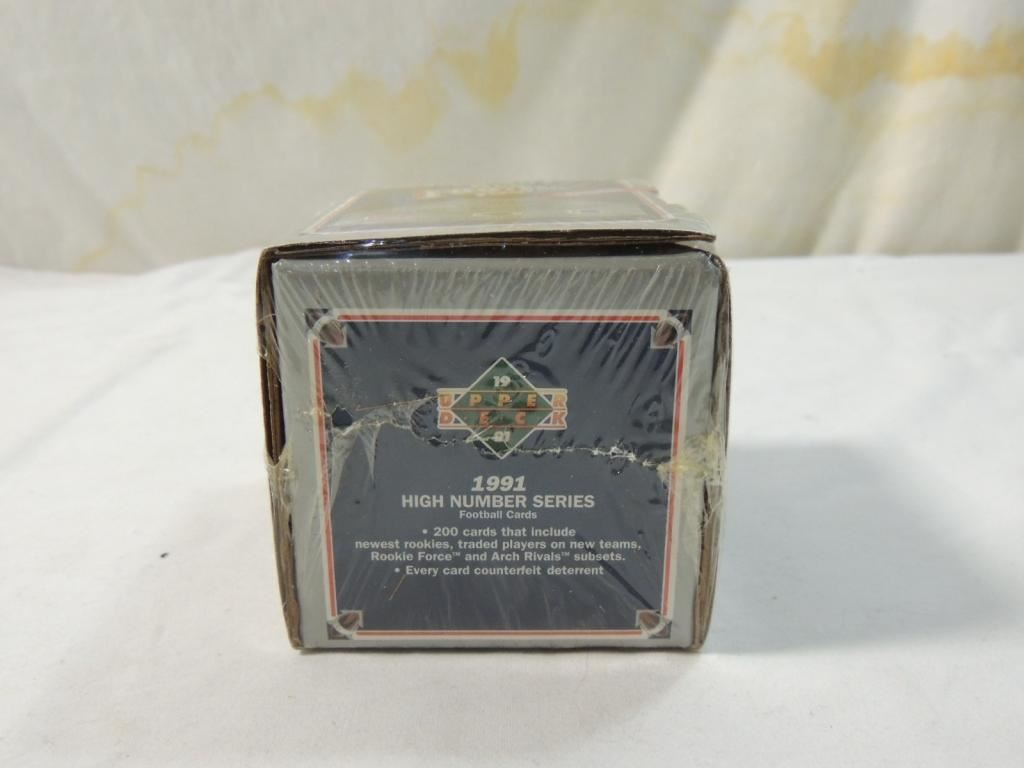 19
UPPER
DECK
91
1991
HIGH NUMBER SERIES
Football Cards
• 200 cards that include
newest rookies, traded players on new teams,
Rookie Force™ and Arch Rivals™ subsets.
• Every card counterfeit deterrent